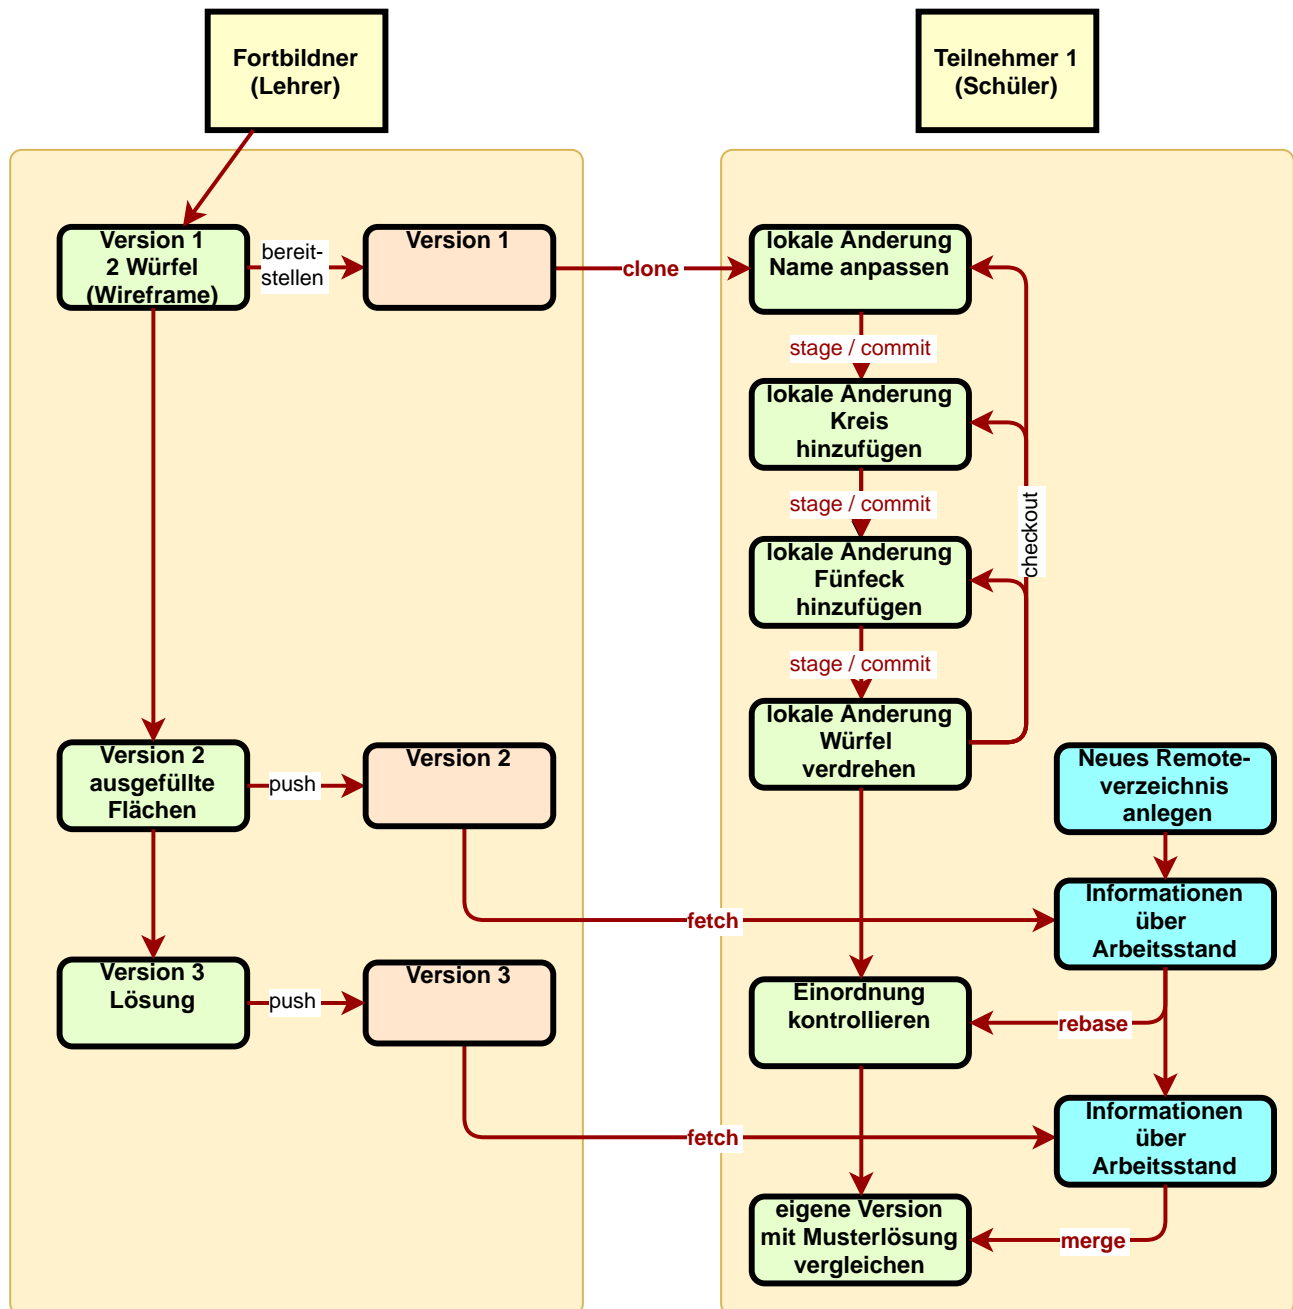 Fortbildner
(Lehrer)
Teilnehmer 1
(Schüler)
Version 1
2 Würfel
(Wireframe)
bereit-
stellen
Version 1
clone
lokale Änderung
Name anpassen
stage / commit
lokale Änderung
Kreis
hinzufügen
stage / commit
checkout
lokale Änderung
Fünfeck
hinzufügen
stage / commit
lokale Änderung
Würfel
verdrehen
Version 2
ausgefüllte
Flächen
push
Version 2
Neues Remote-
verzeichnis
anlegen
fetch
Informationen
über
Arbeitsstand
Version 3
Lösung
push
Version 3
Einordnung
kontrollieren
rebase
fetch
Informationen
über
Arbeitsstand
eigene Version
mit Musterlösung
vergleichen
merge